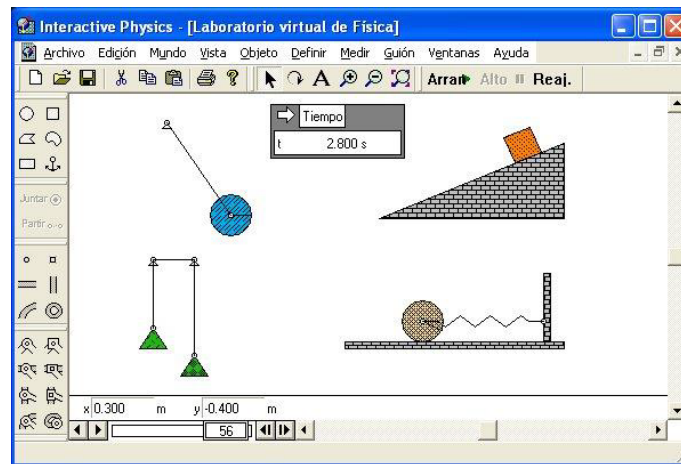 Interactive Physics - [Laboratorio virtual de Física]
Archivo Edición Mundo Vista Objeto Definir Medir Guión Ventanas Ayuda
A Arran Alto Reaj.
Tiempo
t 2.800 s
Juntar
Partir
x 0.300 m y -0.400 m
56